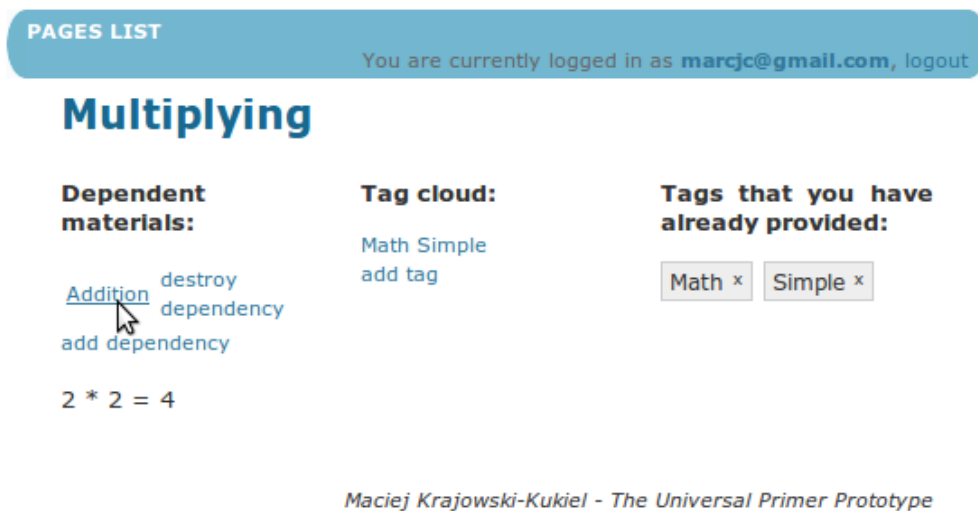 PAGES LIST
You are currently logged in as marcjc@gmail.com, logout
Multiplying
Dependent
materials:
Addition
destroy
dependency
add dependency
Tag cloud:
Math Simple
add tag
Tags that you have
already provided:
Math x Simple x
2 * 2 = 4
Maciej Krajowski-Kukiel - The Universal Primer Prototype